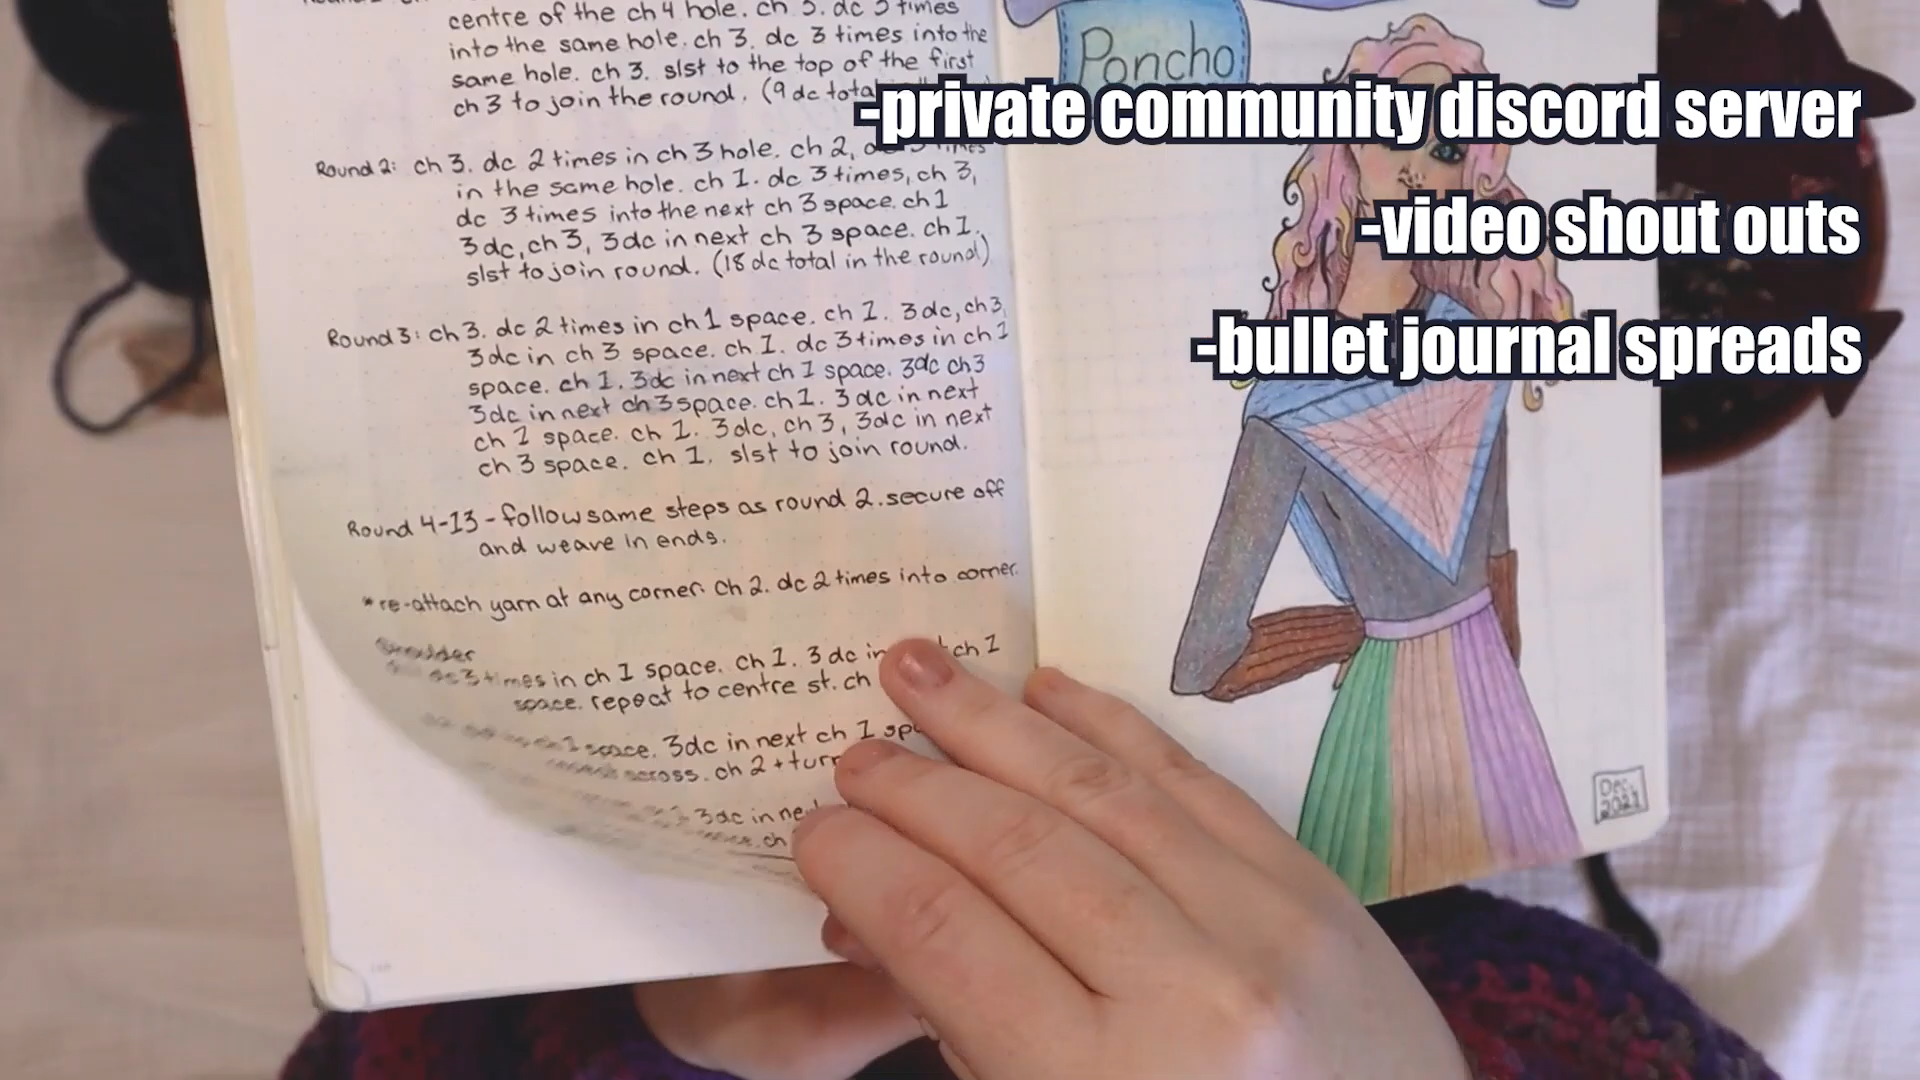 centre of the ch 4 hole. ch 3. dc 3 times
into the same hole. ch 3. dc 3 times into the
same hole. ch 3. slst to the top of the first
ch 3 to join the round. (9 dc total
Round 2: ch 3. dc 2 times in ch 3 hole. ch 2, times
in the same hole. ch 1. dc 3 times, ch 3,
dc 3 times into the next ch 3 space. ch 1
3dc, ch 3, 3dc in next ch 3 space. ch 1.
slst to join round. (18 dc total in the round)
Round 3: ch 3. dc 2 times in ch 1 space. ch 1. 3dc, ch 3,
3dc in ch 3 space. ch 1. dc 3 times in ch 1
space. ch 1. 3dc in next ch 1 space. 3dc ch 3
3dc in next ch 3 space. ch 1. 3dc in next
ch 1 space. ch 1. 3dc, ch 3, 3dc in next
ch 3 space. ch 1. slst to join round.
Round 4-13 - follow same steps as round 2. secure off
and weave in ends.
*re-attach yarn at any corner. ch 2. dc 2 times into corner.
shoulder
dc 3 times in ch 1 space. ch 1. 3 dc in ch 1
space. repeat to centre st. ch
space. 3dc in next ch 1
across. ch 2 + turn
3dc in
ch
Poncho
-private community discord server
-video shout outs
-bullet journal spreads
Dec.
2021